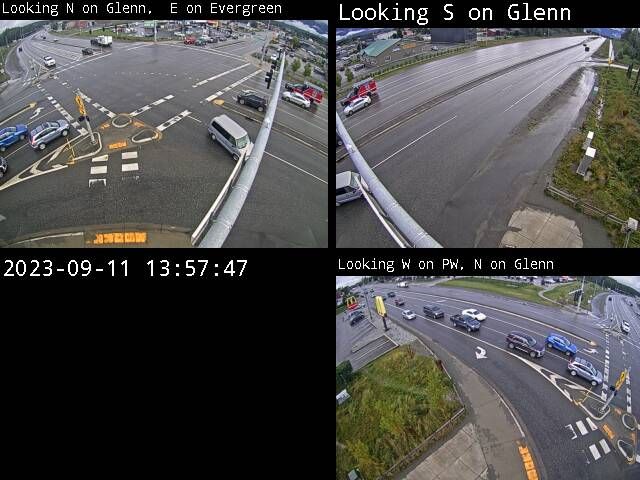 Looking N on Glenn,  E on Evergreen
Looking S on Glenn
2023-09-11 13:57:47
Looking W on PW, N on Glenn